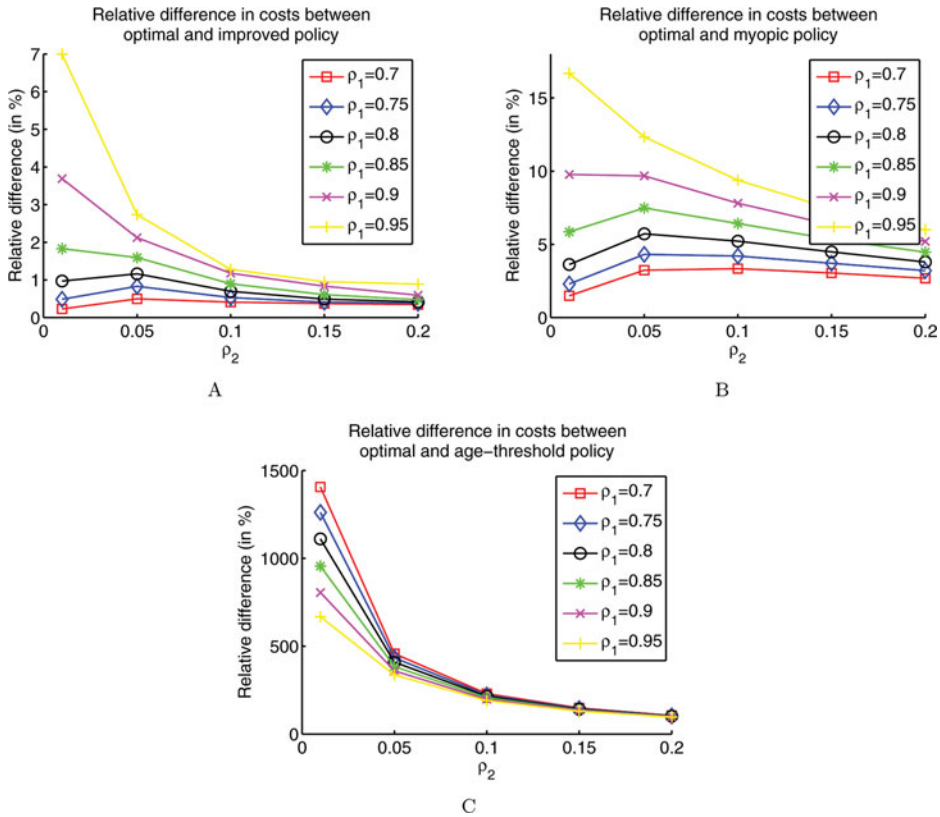 Relative difference in costs between
optimal and improved policy
Relative difference (in %)
7
6
5
4
3
2
1
0
0
0.05
0.1
0.15
0.2
ρ2
ρ1=0.7
ρ1=0.75
ρ1=0.8
ρ1=0.85
ρ1=0.9
ρ1=0.95
A
Relative difference in costs between
optimal and myopic policy
Relative difference (in %)
15
10
5
0
0
0.05
0.1
0.15
0.2
ρ2
ρ1=0.7
ρ1=0.75
ρ1=0.8
ρ1=0.85
ρ1=0.9
ρ1=0.95
B
Relative difference in costs between
optimal and age−threshold policy
Relative difference (in %)
1500
1000
500
0
0
0.05
0.1
0.15
0.2
ρ2
ρ1=0.7
ρ1=0.75
ρ1=0.8
ρ1=0.85
ρ1=0.9
ρ1=0.95
C